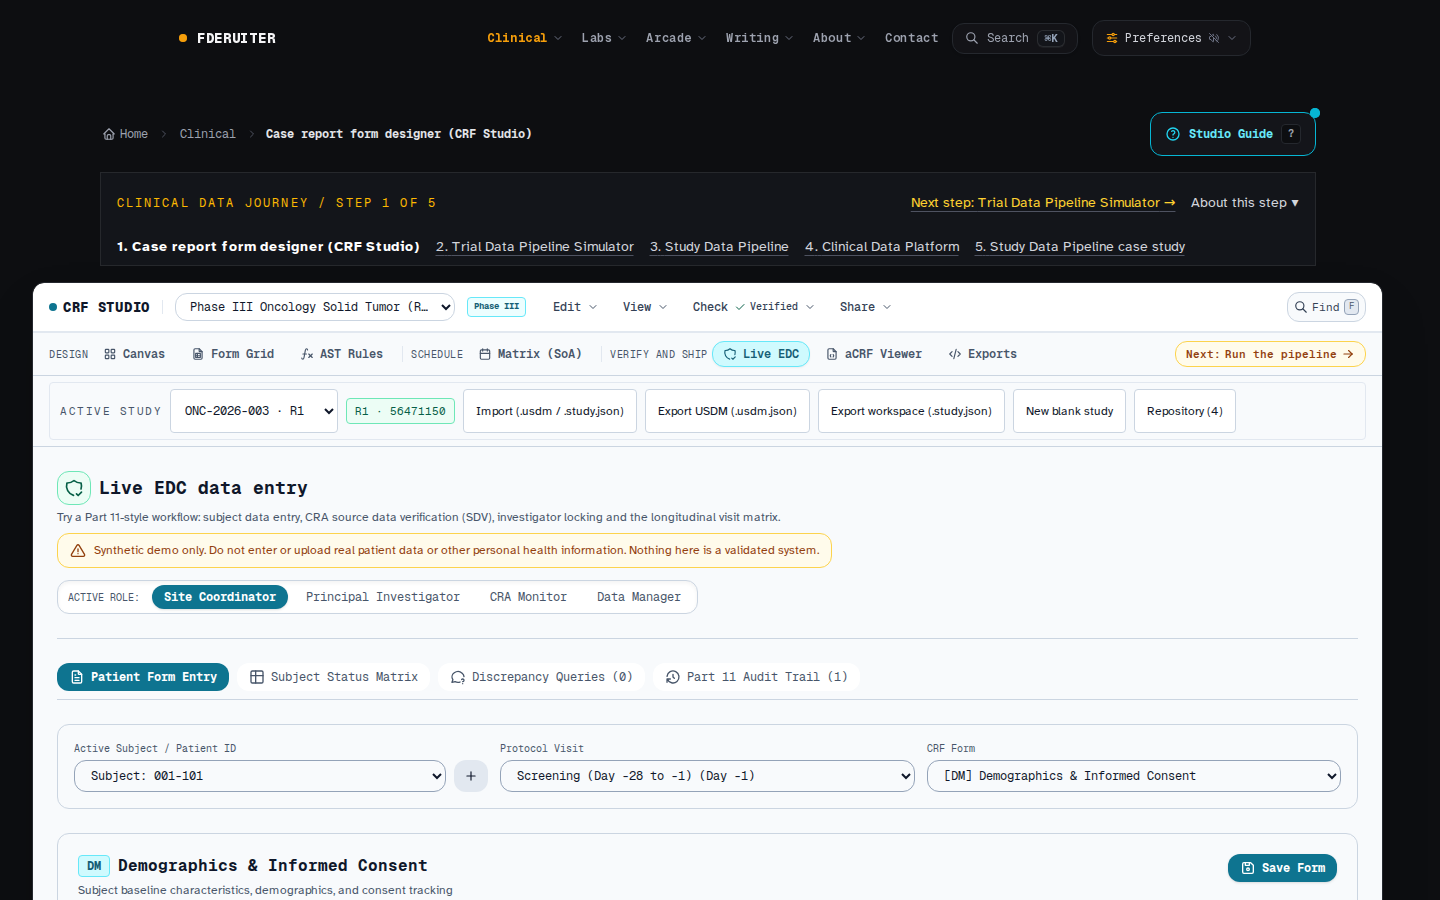 FDERUITER
Clinical Labs Arcade Writing About Contact Search ⌘K Preferences
Home Clinical Case report form designer (CRF Studio)
Studio Guide ?
CLINICAL DATA JOURNEY / STEP 1 OF 5
Next step: Trial Data Pipeline Simulator → About this step ▾
1. Case report form designer (CRF Studio) 2. Trial Data Pipeline Simulator 3. Study Data Pipeline 4. Clinical Data Platform 5. Study Data Pipeline case study
CRF STUDIO Phase III Oncology Solid Tumor (R… Phase III Edit View Check ✓ Verified Share Find F
DESIGN Canvas Form Grid AST Rules SCHEDULE Matrix (SoA) VERIFY AND SHIP Live EDC aCRF Viewer Exports Next: Run the pipeline →
ACTIVE STUDY ONC-2026-003 · R1 R1 · 56471150 Import (.usdm / .study.json) Export USDM (.usdm.json) Export workspace (.study.json) New blank study Repository (4)
Live EDC data entry
Try a Part 11-style workflow: subject data entry, CRA source data verification (SDV), investigator locking and the longitudinal visit matrix.
Synthetic demo only. Do not enter or upload real patient data or other personal health information. Nothing here is a validated system.
ACTIVE ROLE: Site Coordinator Principal Investigator CRA Monitor Data Manager
Patient Form Entry Subject Status Matrix Discrepancy Queries (0) Part 11 Audit Trail (1)
Active Subject / Patient ID Protocol Visit CRF Form
Subject: 001-101 + Screening (Day -28 to -1) (Day -1) [DM] Demographics & Informed Consent
DM Demographics & Informed Consent Save Form
Subject baseline characteristics, demographics, and consent tracking